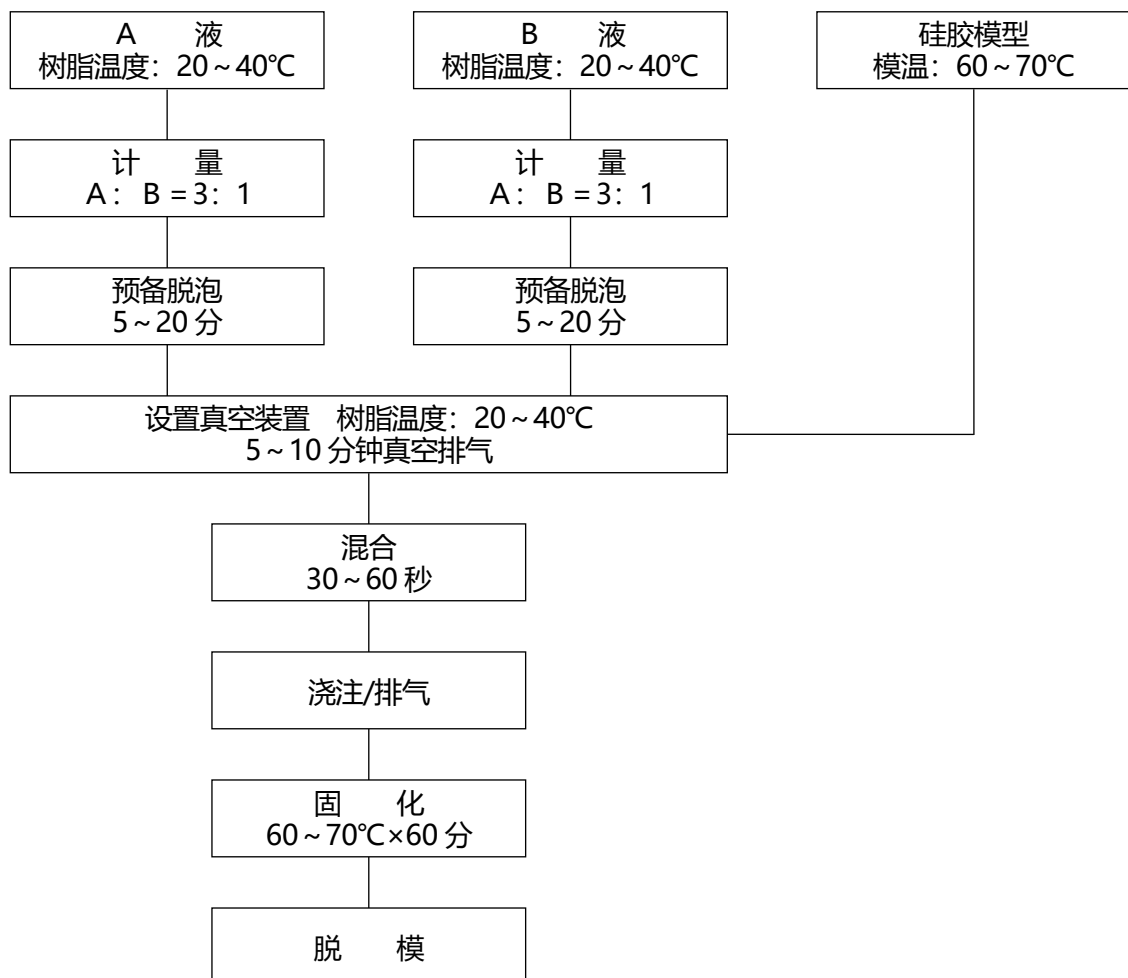 A 液
树脂温度：20～40℃
B 液
树脂温度：20～40℃
硅胶模型
模温：60～70℃
计 量
A：B＝3：1
计 量
A：B＝3：1
预备脱泡
5～20 分
预备脱泡
5～20 分
设置真空装置 树脂温度：20～40℃
5～10 分钟真空排气
混合
30～60 秒
浇注/排气
固 化
60～70℃×60 分
脱 模